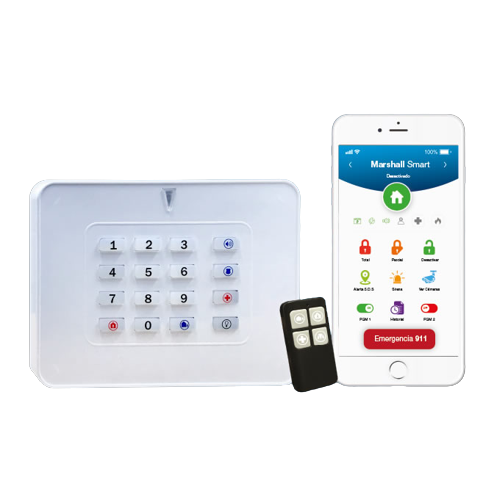 1 2 3
4 5 6
7 8 9
0
100%
Marshall Smart
Desactivado
Total Parcial Desactivar
Alerta S.O.S Sirena Ver Cámaras
PGM 1 Historial PGM 2
Emergencia 911